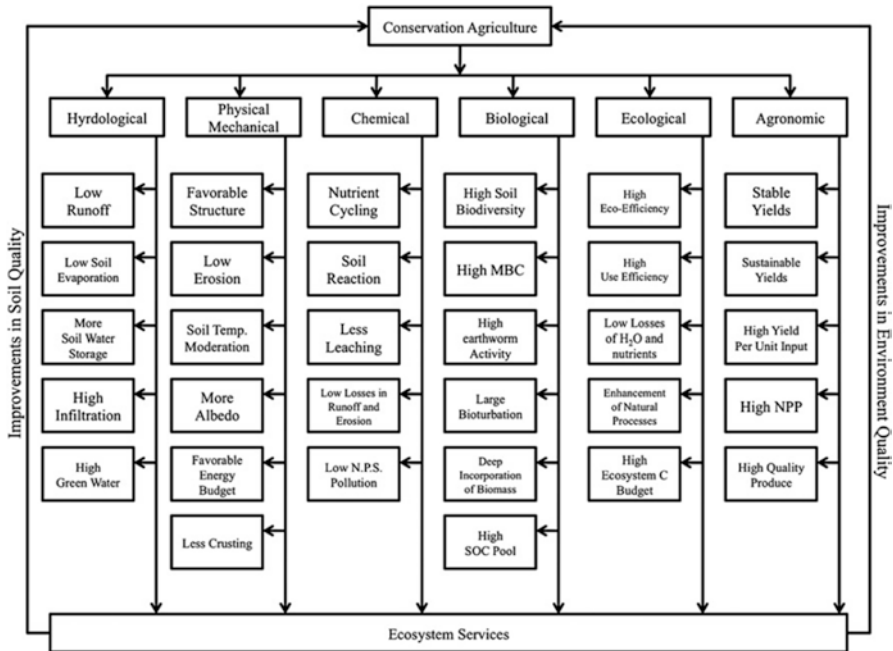 Conservation Agriculture
Hyrdological
Physical
Mechanical
Chemical
Biological
Ecological
Agronomic
Low
Runoff
Low Soil
Evaporation
More
Soil Water
Storage
High
Infiltration
High
Green Water
Favorable
Structure
Low
Erosion
Soil Temp.
Moderation
More
Albedo
Favorable
Energy
Budget
Less Crusting
Nutrient
Cycling
Soil
Reaction
Less
Leaching
Low Losses in
Runoff and
Erosion
Low N.P.S.
Pollution
High Soil
Biodiversity
High MBC
High
earthworm
Activity
Large
Bioturbation
Deep
Incorporation
of Biomass
High
SOC Pool
High
Eco-Efficiency
High
Use Efficiency
Low Losses
of H₂O and
nutrients
Enhancement
of Natural
Processes
High
Ecosystem C
Budget
Stable
Yields
Sustainable
Yields
High Yield
Per Unit Input
High NPP
High Quality
Produce
Ecosystem Services
Improvements in Soil Quality
Improvements in Environment Quality